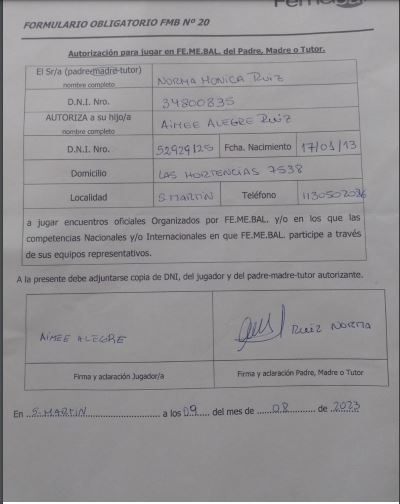 Femebal
FORMULARIO OBLIGATORIO FMB Nº 20
Autorización para jugar en FE.ME.BAL. del Padre, Madre o Tutor.
El Sr/a (padre-madre-tutor)
nombre completo
NORMA MONICA RUIZ
D.N.I. Nro.
34800835
AUTORIZA a su hijo/a
nombre completo
AIMEE ALEGRE RUIZ
D.N.I. Nro. 52929125 Fcha. Nacimiento 17/01/13
Domicilio LAS HORTENCIAS 7538
Localidad S. MARTIN Teléfono
a jugar encuentros oficiales Organizados por FE.ME.BAL. y/o en los que las
competencias Nacionales y/o Internacionales en que FE.ME.BAL. participe a través
de sus equipos representativos.
A la presente debe adjuntarse copia de DNI, del jugador y del padre-madre-tutor autorizante.
AIMEE ALEGRE
RUIZ NORMA
Firma y aclaración Jugador/a
Firma y aclaración Padre, Madre o Tutor
En S. MARTIN a los 09 del mes de 08 de 2023